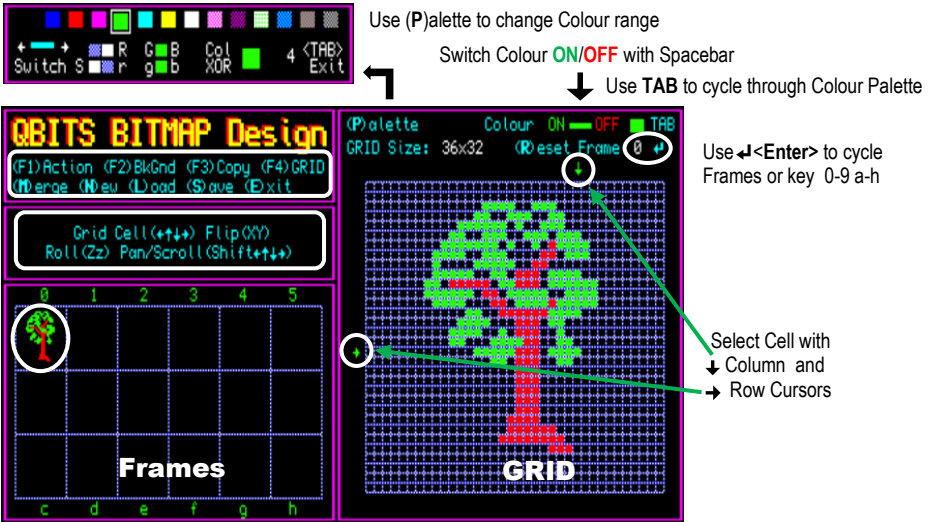 Use (P)alette to change Colour range
Switch S R r G B g b Col XOR 4 <TAB> Exit
Switch Colour ON/OFF with Spacebar
Use TAB to cycle through Colour Palette
QBITS BITMAP Design
(F1)Action (F2)BkGnd (F3)Copy (F4)GRID
(M)erge (N)ew (L)oad (S)ave (E)xit
(P)alette Colour ON OFF TAB
GRID Size: 36x32 (R)eset Frame 0 ↵
Use ↵<Enter> to cycle
Frames or key 0-9 a-h
Grid Cell(←↑↓→) Flip(XY)
Roll(Zz) Pan/Scroll(Shift←↑↓→)
0 1 2 3 4 5
Select Cell with
↓ Column and
→ Row Cursors
Frames
GRID
c d e f g h